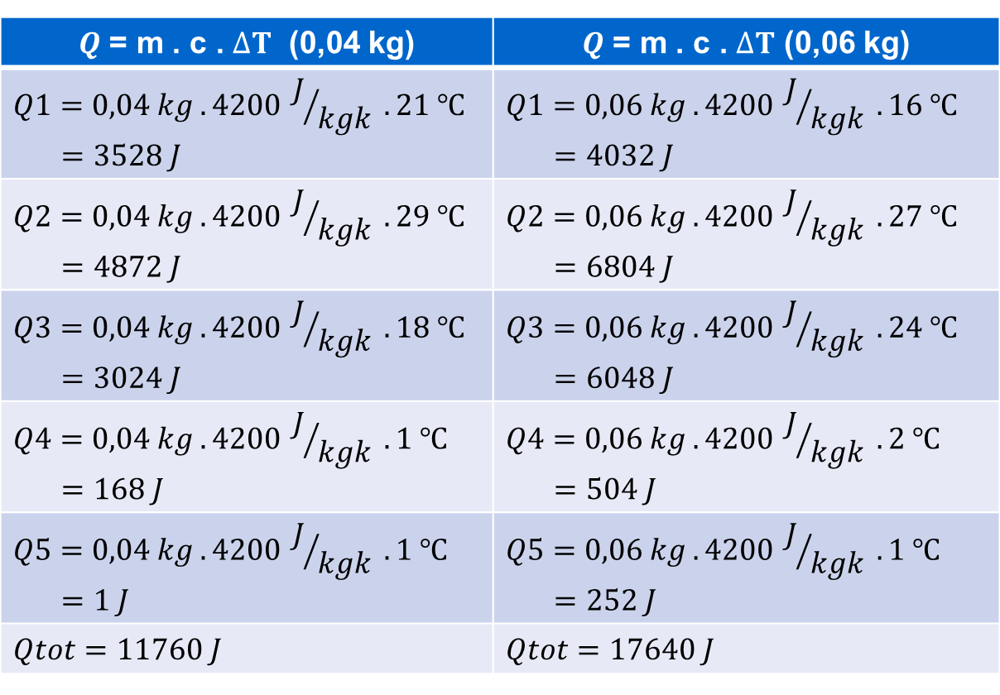 Q = m . c . ΔT (0,04 kg)
Q = m . c . ΔT (0,06 kg)
Q1 = 0,04 kg . 4200 J/kgk . 21 ℃
= 3528 J
Q1 = 0,06 kg . 4200 J/kgk . 16 ℃
= 4032 J
Q2 = 0,04 kg . 4200 J/kgk . 29 ℃
= 4872 J
Q2 = 0,06 kg . 4200 J/kgk . 27 ℃
= 6804 J
Q3 = 0,04 kg . 4200 J/kgk . 18 ℃
= 3024 J
Q3 = 0,06 kg . 4200 J/kgk . 24 ℃
= 6048 J
Q4 = 0,04 kg . 4200 J/kgk . 1 ℃
= 168 J
Q4 = 0,06 kg . 4200 J/kgk . 2 ℃
= 504 J
Q5 = 0,04 kg . 4200 J/kgk . 1 ℃
= 1 J
Q5 = 0,06 kg . 4200 J/kgk . 1 ℃
= 252 J
Qtot = 11760 J
Qtot = 17640 J